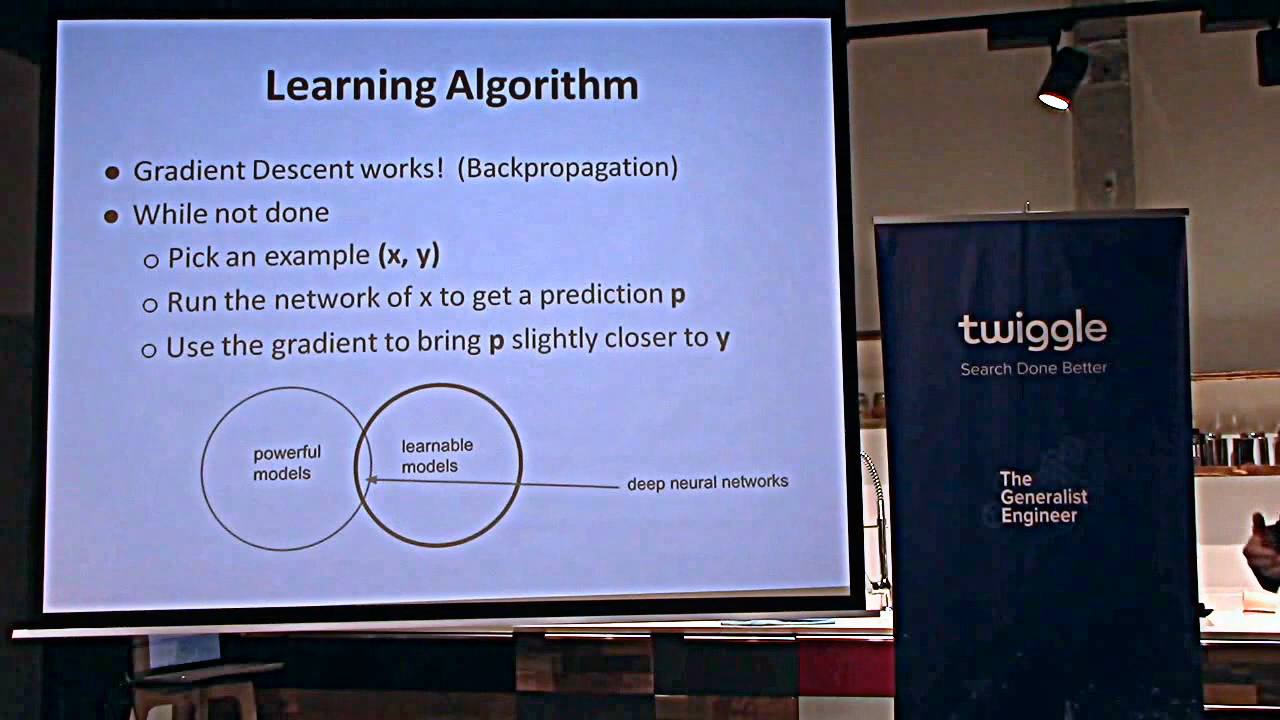 Learning Algorithm
● Gradient Descent works! (Backpropagation)
● While not done
○ Pick an example (x, y)
○ Run the network of x to get a prediction p
○ Use the gradient to bring p slightly closer to y
powerful
models
learnable
models
deep neural networks
twiggle
Search Done Better
The
Generalist
Engineer